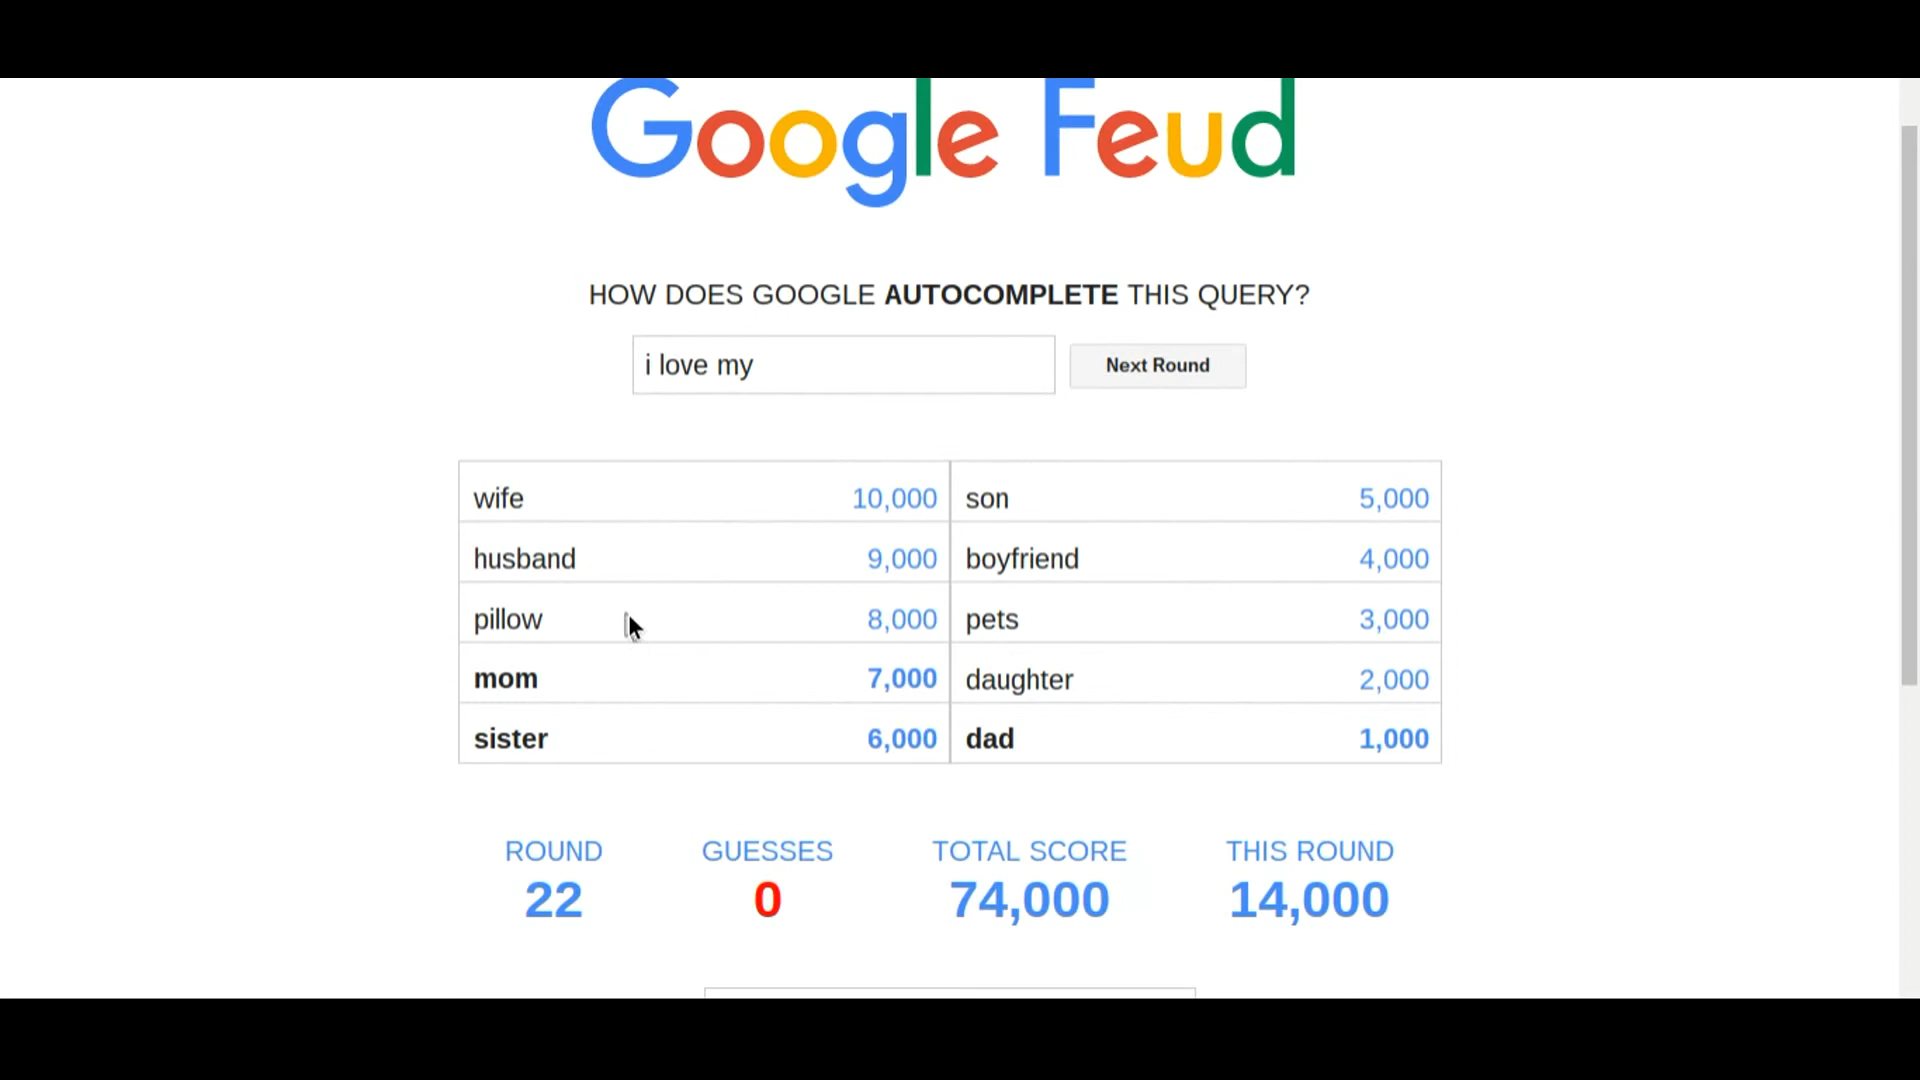 Google Feud
HOW DOES GOOGLE AUTOCOMPLETE THIS QUERY?
i love my
Next Round
wife 10,000
husband 9,000
pillow 8,000
mom 7,000
sister 6,000
son 5,000
boyfriend 4,000
pets 3,000
daughter 2,000
dad 1,000
ROUND GUESSES TOTAL SCORE THIS ROUND
22 0 74,000 14,000